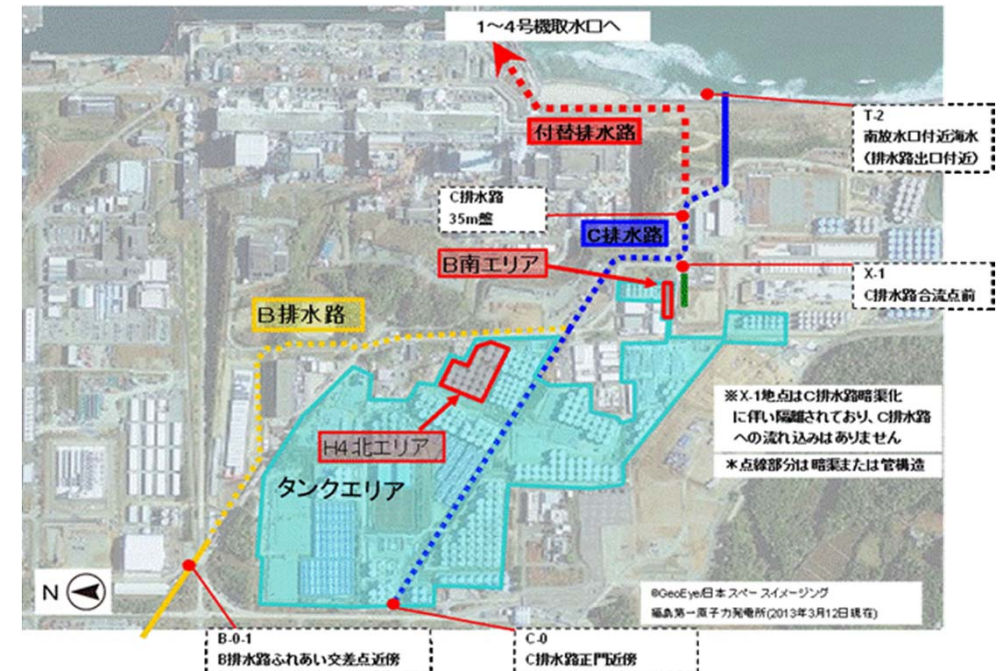 1～4号機取水口へ
付替排水路
T-2
南放水口付近海水
(排水路出口付近)
C排水路
35m盤
C排水路
B南エリア
X-1
C排水路合流点前
B排水路
H4北エリア
タンクエリア
※X-1地点はC排水路暗渠化
に伴い隔離されており、C排水路
への流れ込みはありません
＊点線部分は暗渠または管構造
N
©GeoEye/日本スペースイメージング
福島第一原子力発電所(2013年3月12日現在)
B-0-1
B排水路ふれあい交差点近傍
C-0
C排水路正門近傍